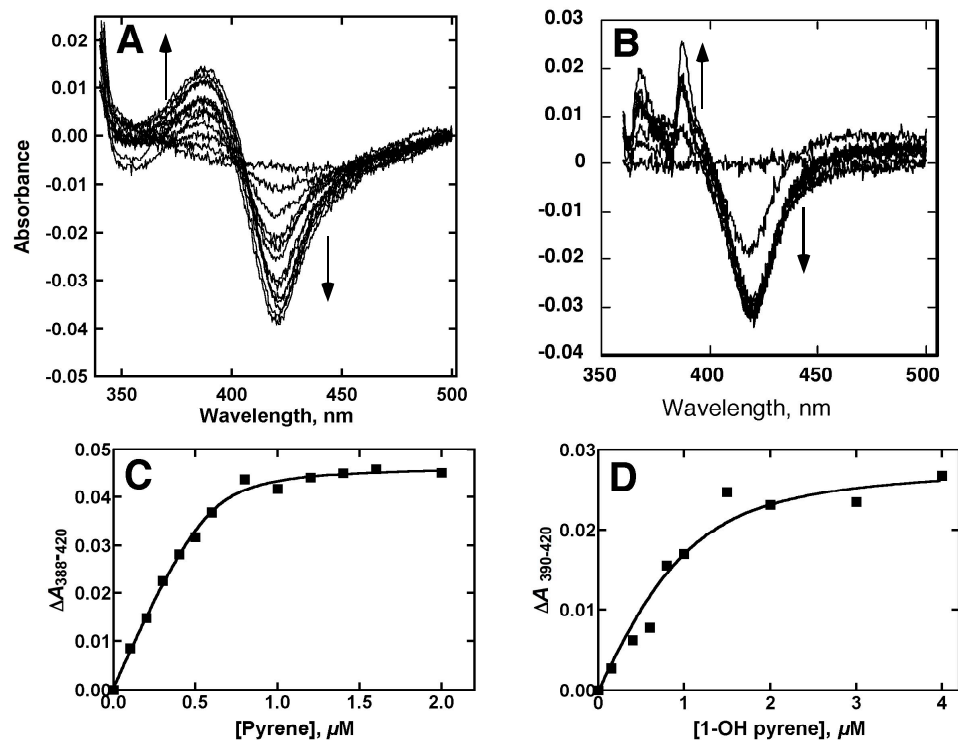 A
Absorbance
0.02
0.01
0.00
-0.01
-0.02
-0.03
-0.04
-0.05
350 400 450 500
Wavelength, nm
B
0.03
0.02
0.01
0
-0.01
-0.02
-0.03
-0.04
350 400 450 500
Wavelength, nm
C
ΔA388-420
0.05
0.04
0.03
0.02
0.01
0.00
0.0 0.5 1.0 1.5 2.0
[Pyrene], µM
D
ΔA 390-420
0.03
0.02
0.01
0.00
0 1 2 3 4
[1-OH pyrene], µM